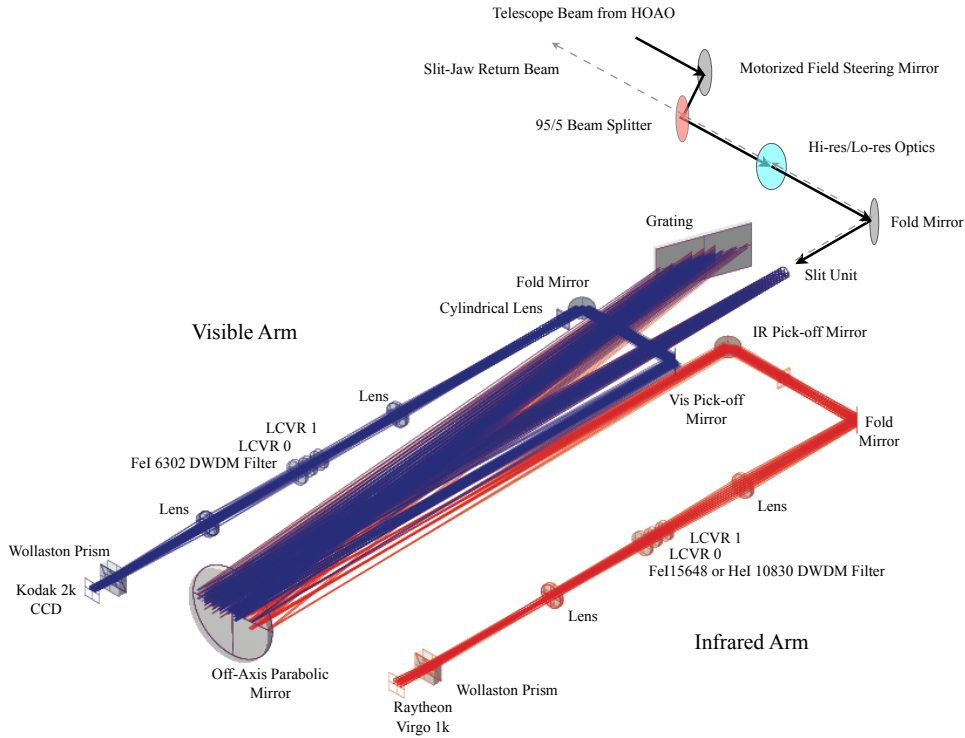 Telescope Beam from HOAO
Slit-Jaw Return Beam
Motorized Field Steering Mirror
95/5 Beam Splitter
Hi-res/Lo-res Optics
Grating
Fold Mirror
Slit Unit
Fold Mirror
Cylindrical Lens
Visible Arm
IR Pick-off Mirror
Lens
Vis Pick-off
Mirror
Fold
Mirror
LCVR 1
LCVR 0
FeI 6302 DWDM Filter
Lens
Lens
Wollaston Prism
LCVR 1
LCVR 0
FeI15648 or HeI 10830 DWDM Filter
Kodak 2k
CCD
Lens
Infrared Arm
Off-Axis Parabolic
Mirror
Wollaston Prism
Raytheon
Virgo 1k